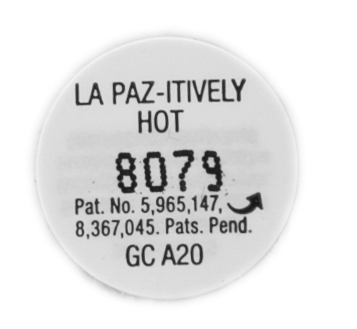 LA PAZ-ITIVELY
HOT
8079
Pat. No. 5,965,147,
8,367,045. Pats. Pend.
GC A20